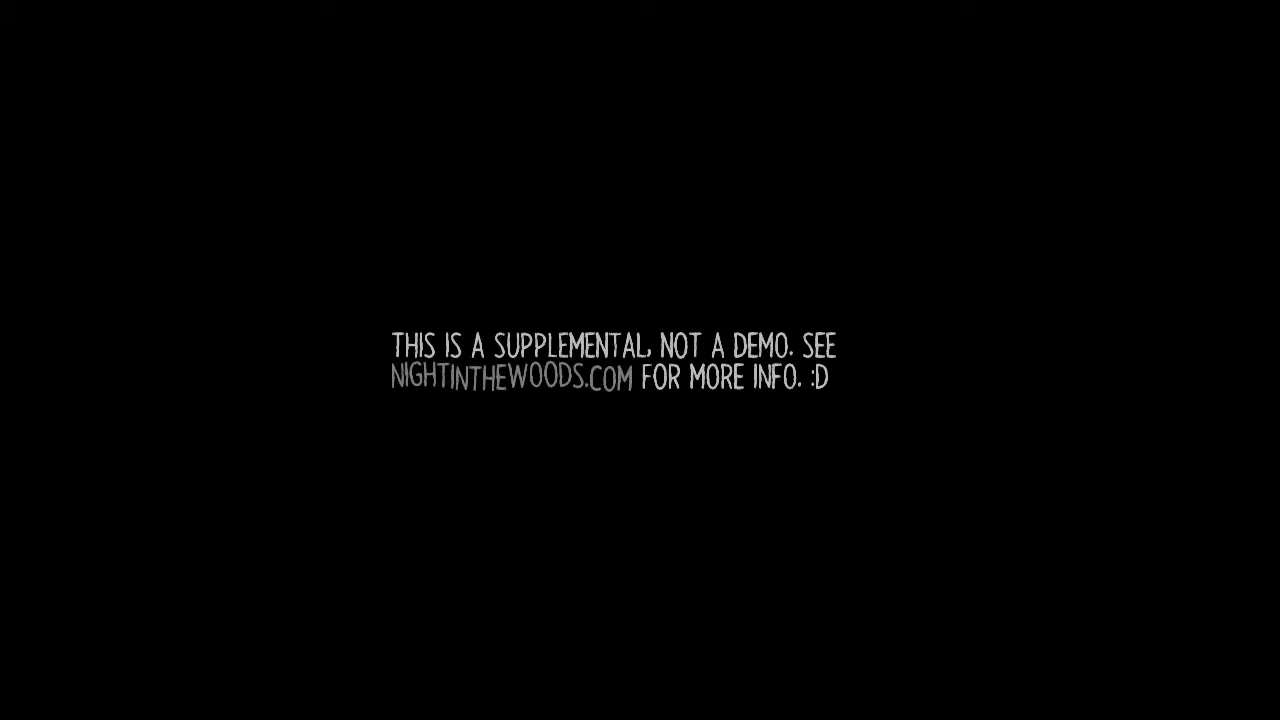 THIS IS A SUPPLEMENTAL, NOT A DEMO. SEE
NIGHTINTHEWOODS.COM FOR MORE INFO. :D